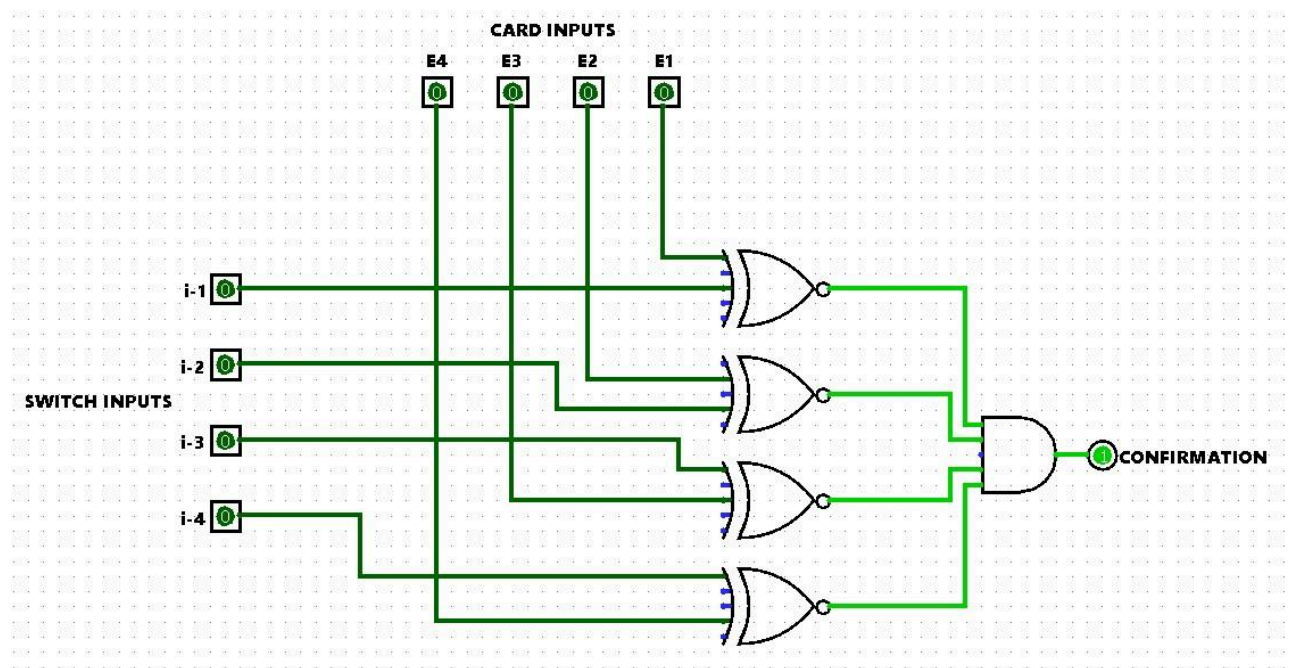 CARD INPUTS
E4 E3 E2 E1
0 0 0 0
i-1 0
i-2 0
SWITCH INPUTS
i-3 0
1 CONFIRMATION
i-4 0